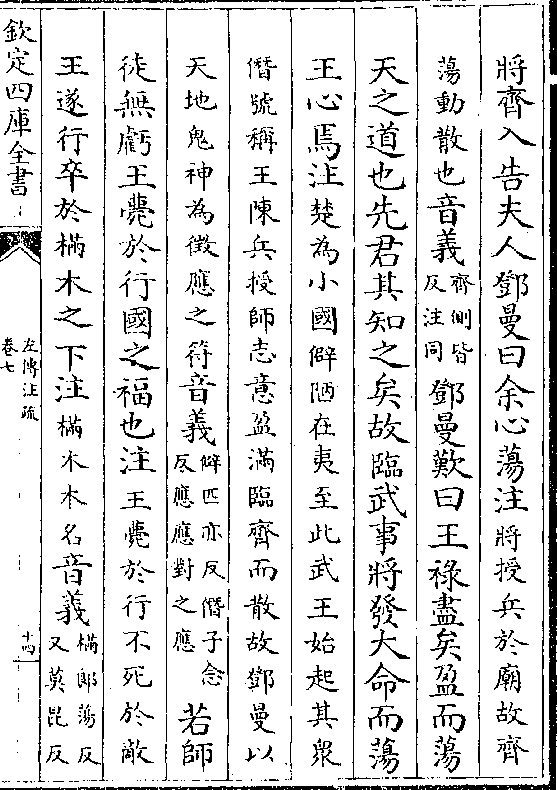 將齊入告夫人鄧曼曰余心蕩注將授兵於廟故齊
蕩動散也音義齊側皆反注同鄧曼歎曰王祿盡矣盈而蕩
天之道也先君其知之矣故臨武事將發大命而蕩
王心焉注楚為小國僻陋在夷至此武王始起其衆
僭號稱王陳兵授師志意盈滿臨齊而散故鄧曼以
天地鬼神為徵應之符音義僻匹亦反僭子念反應應對之應若師
徒無虧王薨於行國之福也注王薨於行不死於敵
王遂行卒於樠木之下注樠木木名音義樠郎蕩反又莫昆反
欽定四庫全書
左傳注疏
卷七
十四